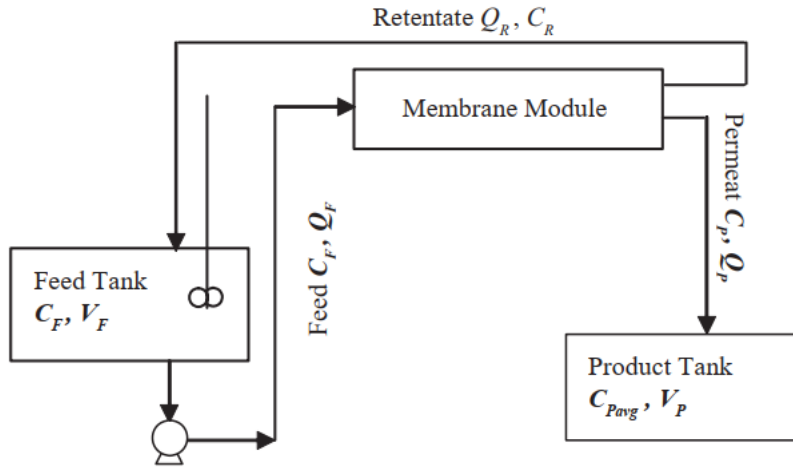 Retentate Q_R, C_R
Membrane Module
Permeat C_P, Q_P
Feed C_F, Q_F
Feed Tank
C_F, V_F
Product Tank
C_Pavg, V_P